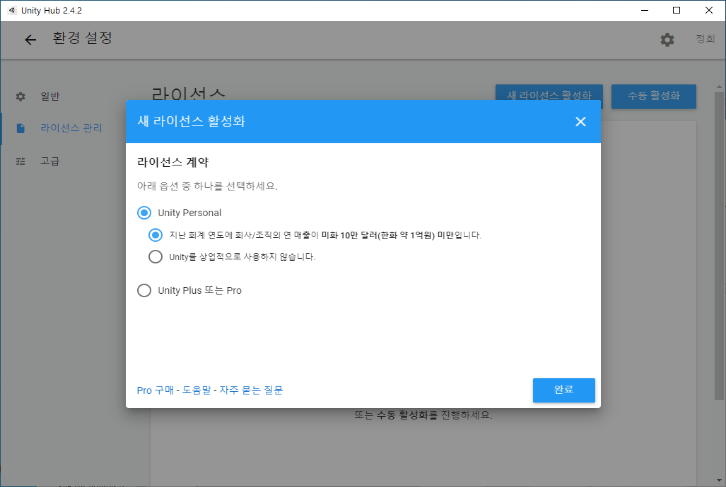 Unity Hub 2.4.2
환경 설정
정희
일반
라이선스 관리
고급
라이선스
새 라이선스 활성화
수동 활성화
새 라이선스 활성화
라이선스 계약
아래 옵션 중 하나를 선택하세요.
Unity Personal
지난 회계 연도에 회사/조직의 연 매출이 미화 10만 달러(한화 약 1억원) 미만입니다.
Unity를 상업적으로 사용하지 않습니다.
Unity Plus 또는 Pro
Pro 구매 - 도움말 - 자주 묻는 질문
완료
또는 수동 활성화를 진행하세요.